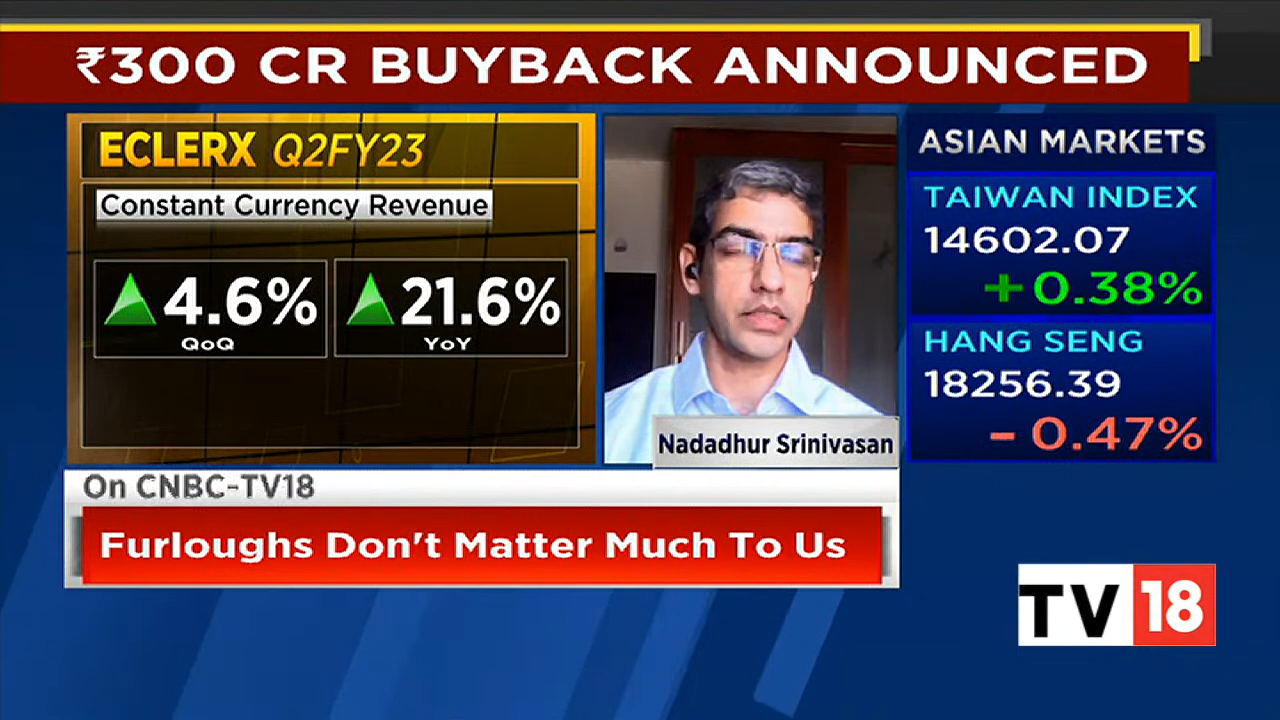 ₹300 CR BUYBACK ANNOUNCED
ECLERX Q2FY23
Constant Currency Revenue
4.6%
QoQ
21.6%
YoY
Nadadhur Srinivasan
On CNBC-TV18
Furloughs Don't Matter Much To Us
ASIAN MARKETS
TAIWAN INDEX
14602.07
+0.38%
HANG SENG
18256.39
- 0.47%
TV18